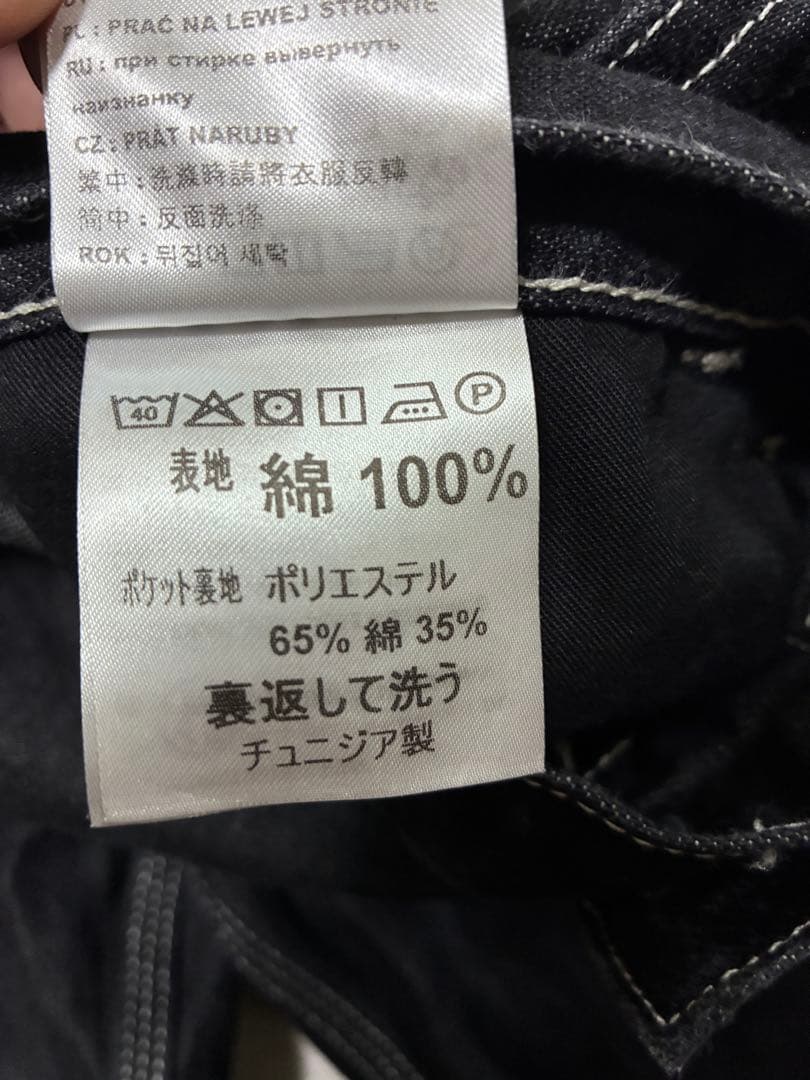 PL : PRAĆ NA LEWEJ STRONIE
RU : при стирке вывернуть
наизнанку
CZ : PRÁT NARUBY
繁中 : 洗滌時請將衣服反韓
简中 : 反面洗涤
ROK : 뒤집어 세탁
40 P
表地 綿 100%
ポケット裏地 ポリエステル
65% 綿 35%
裏返して洗う
チュニジア製